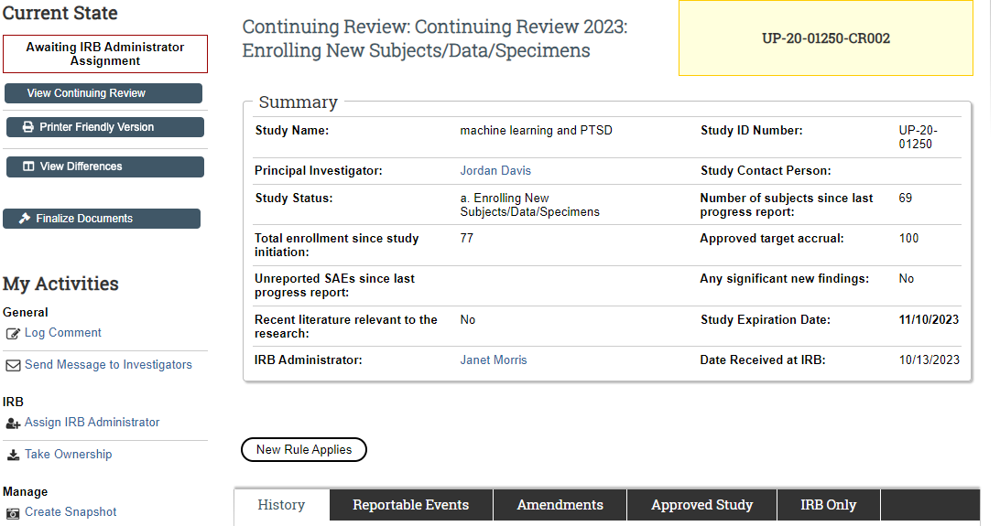 Current State
Awaiting IRB Administrator
Assignment
View Continuing Review
Printer Friendly Version
View Differences
Finalize Documents
My Activities
General
Log Comment
Send Message to Investigators
IRB
Assign IRB Administrator
Take Ownership
Manage
Create Snapshot
Continuing Review: Continuing Review 2023:
Enrolling New Subjects/Data/Specimens
UP-20-01250-CR002
Summary
Study Name: machine learning and PTSD Study ID Number: UP-20-
01250
Principal Investigator: Jordan Davis Study Contact Person:
Study Status: a. Enrolling New Number of subjects since last 69
Subjects/Data/Specimens progress report:
Total enrollment since study 77 Approved target accrual: 100
initiation:
Unreported SAEs since last Any significant new findings: No
progress report:
Recent literature relevant to the No Study Expiration Date: 11/10/2023
research:
IRB Administrator: Janet Morris Date Received at IRB: 10/13/2023
New Rule Applies
History Reportable Events Amendments Approved Study IRB Only